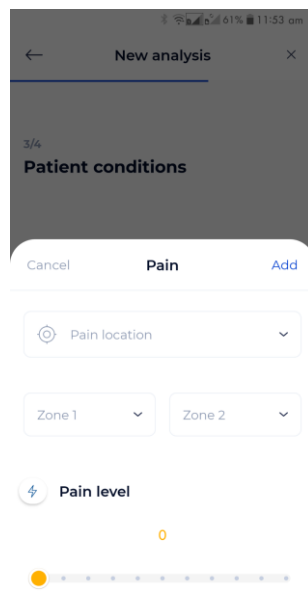 61% 11:53 am
New analysis
3/4
Patient conditions
Cancel Pain Add
Pain location
Zone 1 Zone 2
Pain level
0